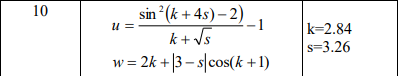 10
u = sin²(k+4s)−2) / k+√s −1
k=2.84
s=3.26
w = 2k+|3−s|cos(k+1)